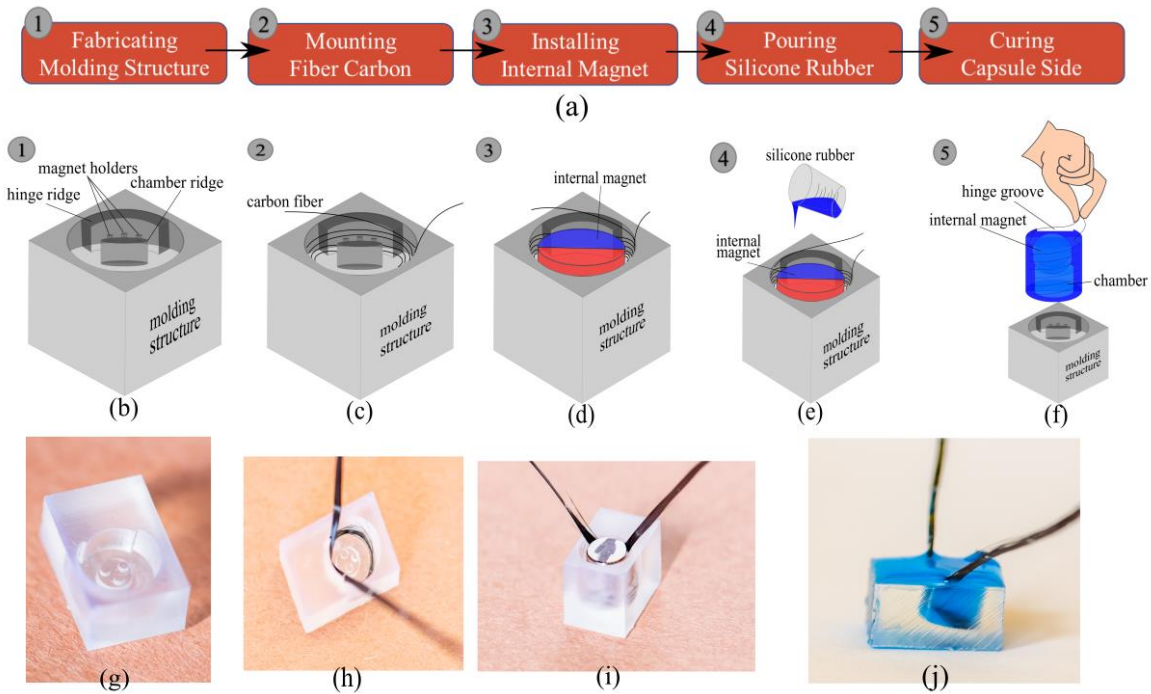 1
Fabricating
Molding Structure
2
Mounting
Fiber Carbon
3
Installing
Internal Magnet
4
Pouring
Silicone Rubber
5
Curing
Capsule Side
(a)
1
magnet holders
hinge ridge
chamber ridge
molding
structure
(b)
2
carbon fiber
molding
structure
(c)
3
internal magnet
molding
structure
(d)
4
silicone rubber
internal
magnet
molding
structure
(e)
5
hinge groove
internal magnet
chamber
molding
structure
(f)
(g)
(h)
(i)
(j)